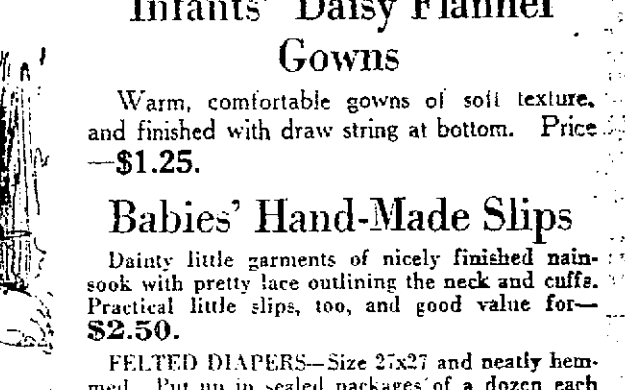 Infants' Daisy Flannel
Gowns
Warm, comfortable gowns of soft texture,
and finished with draw string at bottom. Price
—$1.25.
Babies' Hand-Made Slips
Dainty little garments of nicely finished nain-
sook with pretty lace outlining the neck and cuffs.
Practical little slips, too, and good value for—
$2.50.
FELTED DIAPERS—Size 27x27 and neatly hem-
med. Put up in sealed packages of a dozen each